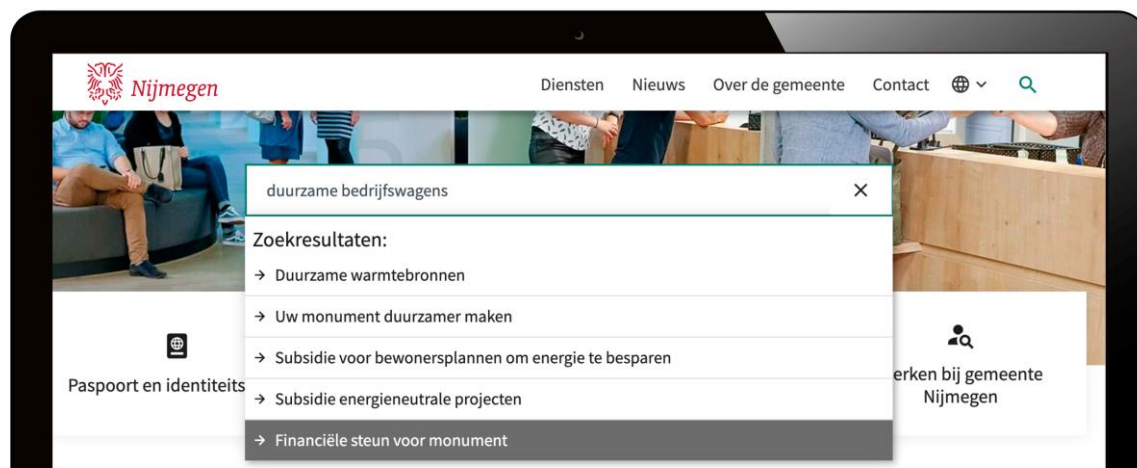 Nijmegen
Diensten Nieuws Over de gemeente Contact
duurzame bedrijfswagens
Zoekresultaten:
→ Duurzame warmtebronnen
→ Uw monument duurzamer maken
→ Subsidie voor bewonersplannen om energie te besparen
→ Subsidie energieneutrale projecten
→ Financiële steun voor monument
Paspoort en identiteits
erken bij gemeente
Nijmegen